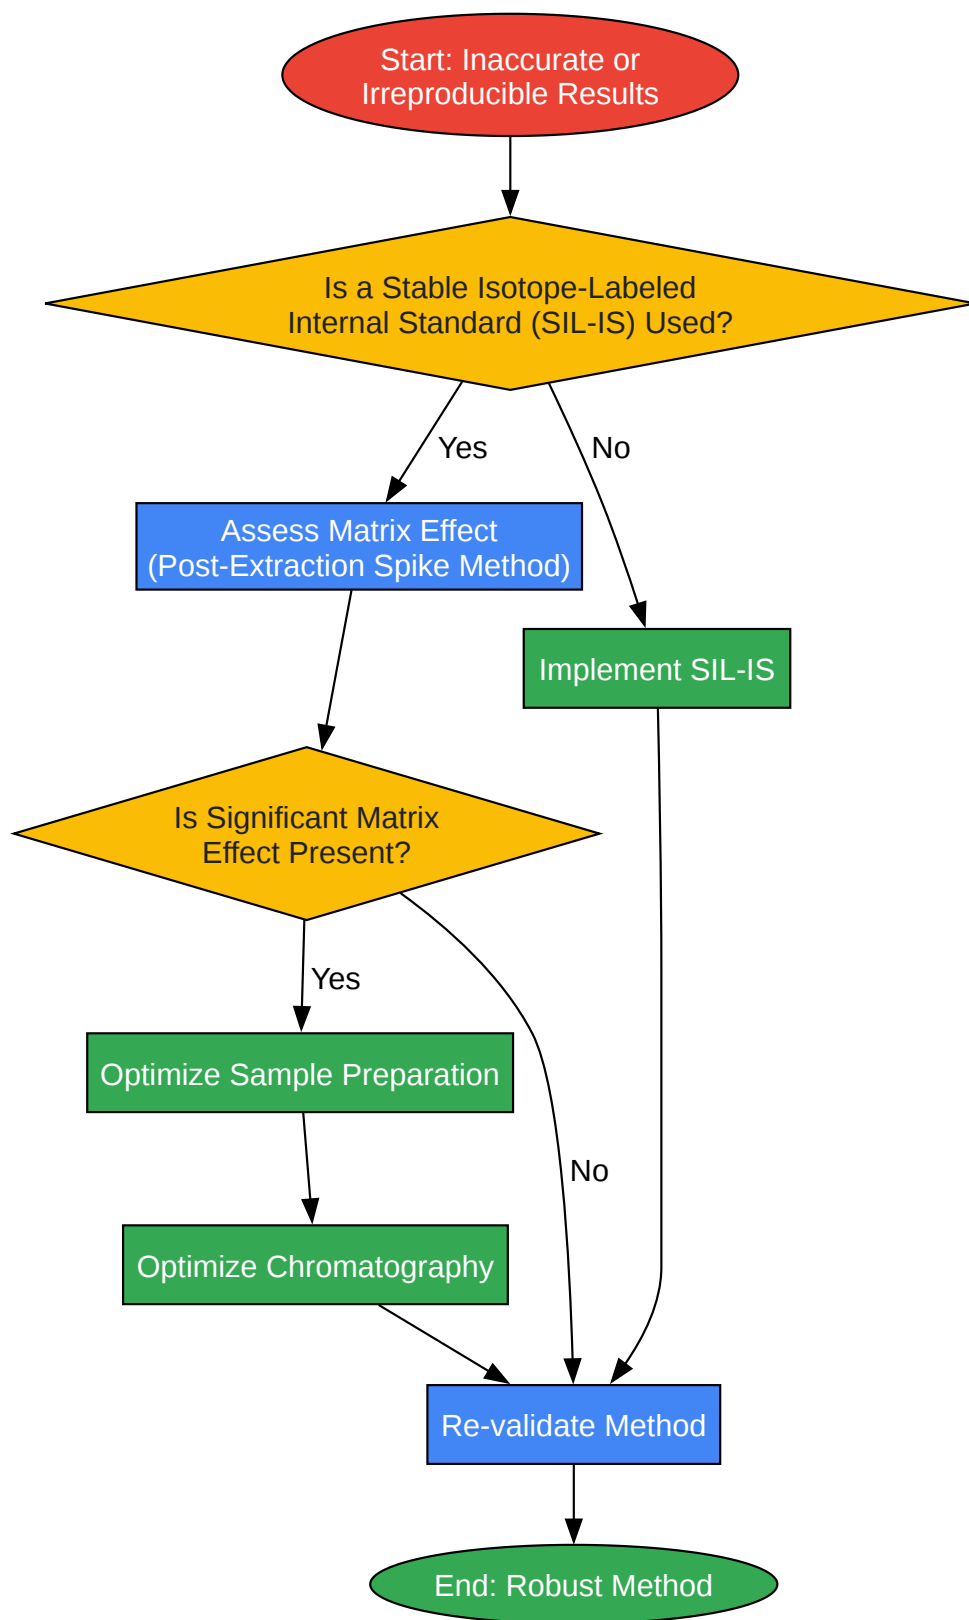 Start: Inaccurate or
Irreproducible Results
Is a Stable Isotope-Labeled
Internal Standard (SIL-IS) Used?
Yes
No
Assess Matrix Effect
(Post-Extraction Spike Method)
Implement SIL-IS
Is Significant Matrix
Effect Present?
Yes
Optimize Sample Preparation
No
Optimize Chromatography
Re-validate Method
End: Robust Method